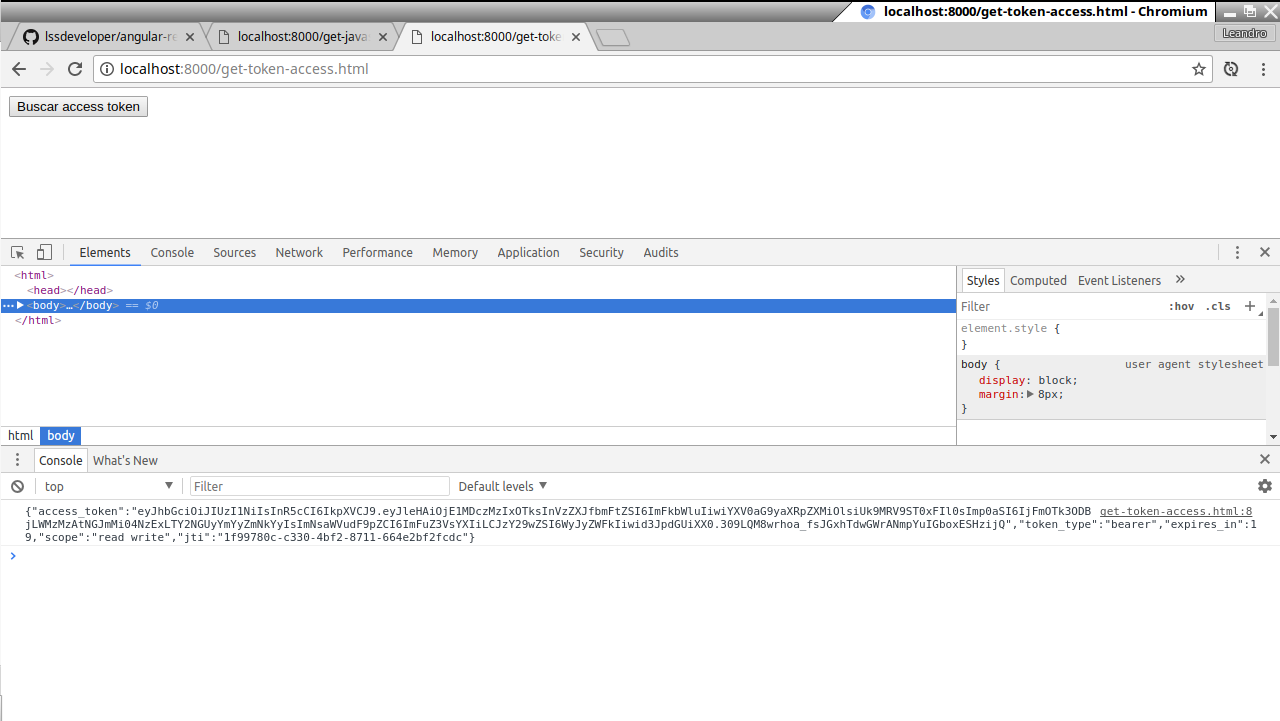 localhost:8000/get-token-access.html - Chromium
lssdeveloper/angular-re
localhost:8000/get-java
localhost:8000/get-toke
Leandro
localhost:8000/get-token-access.html
Buscar access token
Elements Console Sources Network Performance Memory Application Security Audits
<html>
<head></head>
<body>…</body> == $0
</html>
Styles Computed Event Listeners »
Filter :hov .cls +
element.style {
}
body { user agent stylesheet
display: block;
margin: 8px;
}
html body
Console What's New
top Filter Default levels
{"access_token":"eyJhbGciOiJIUzI1NiIsInR5cCI6IkpXVCJ9.eyJleHAiOjE1MDczMzIxOTksInVzZXJfbmFtZSI6ImFkbWluIiwiYXV0aG9yaXRpZXMiOlsiUk9MRV9ST0xFIl0sImp0aSI6IjFmOTk3ODB get-token-access.html:8
jLWMzMzAtNGJmMi04NzExLTY2NGUyYmYyZmNkYyIsImNsaWVudF9pZCI6ImFuZ3VsYXIiLCJzY29wZSI6WyJyZWFkIiwid3JpdGUiXX0.309LQM8wrhoa_fsJGxhTdwGWrANmpYuIGboxESHzijQ","token_type":"bearer","expires_in":1
9,"scope":"read write","jti":"1f99780c-c330-4bf2-8711-664e2bf2fcdc"}